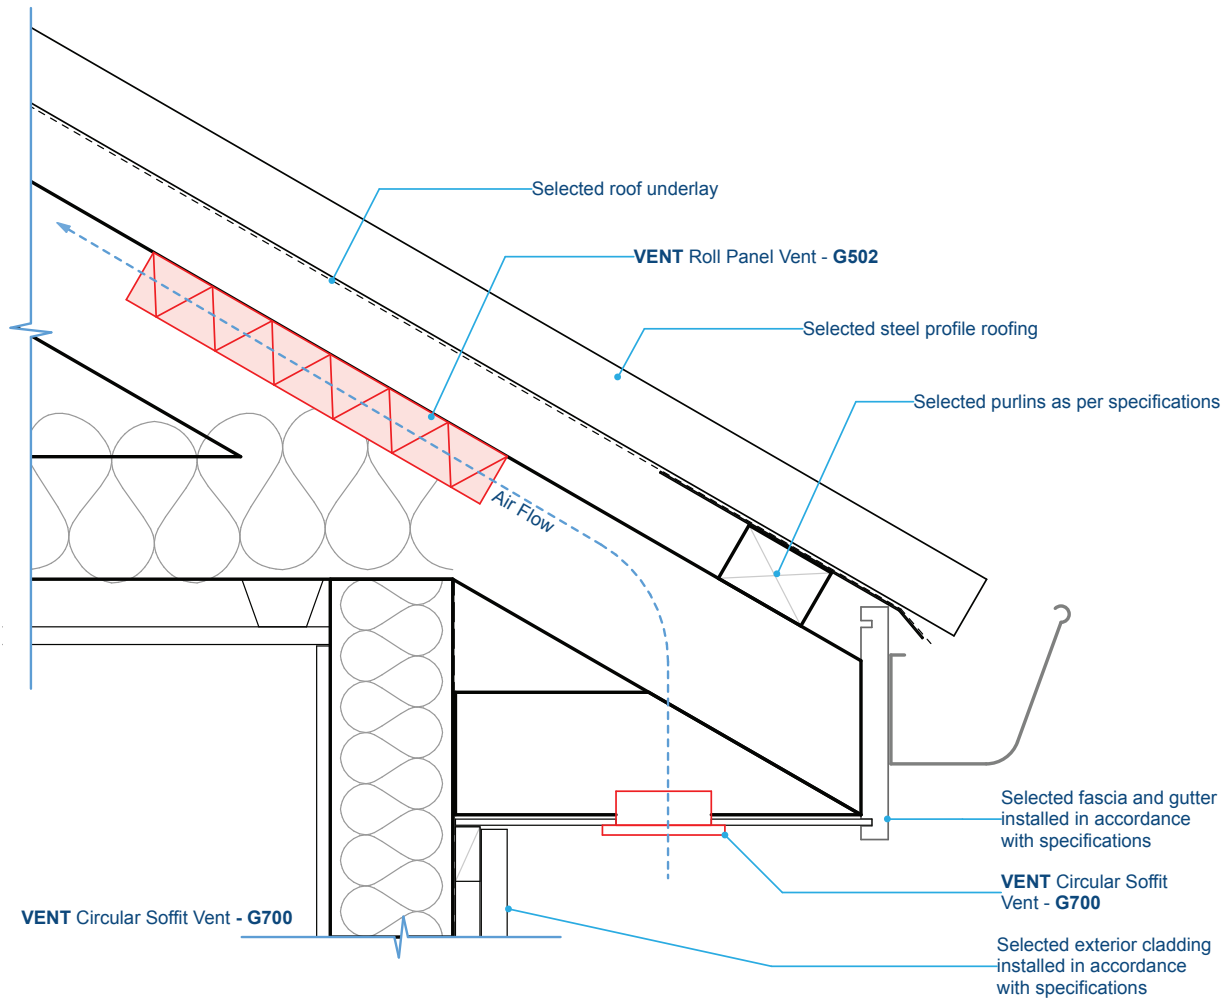 Selected roof underlay
VENT Roll Panel Vent - G502
Selected steel profile roofing
Selected purlins as per specifications
Air Flow
Selected fascia and gutter
installed in accordance
with specifications
VENT Circular Soffit
Vent - G700
VENT Circular Soffit Vent - G700
Selected exterior cladding
installed in accordance
with specifications